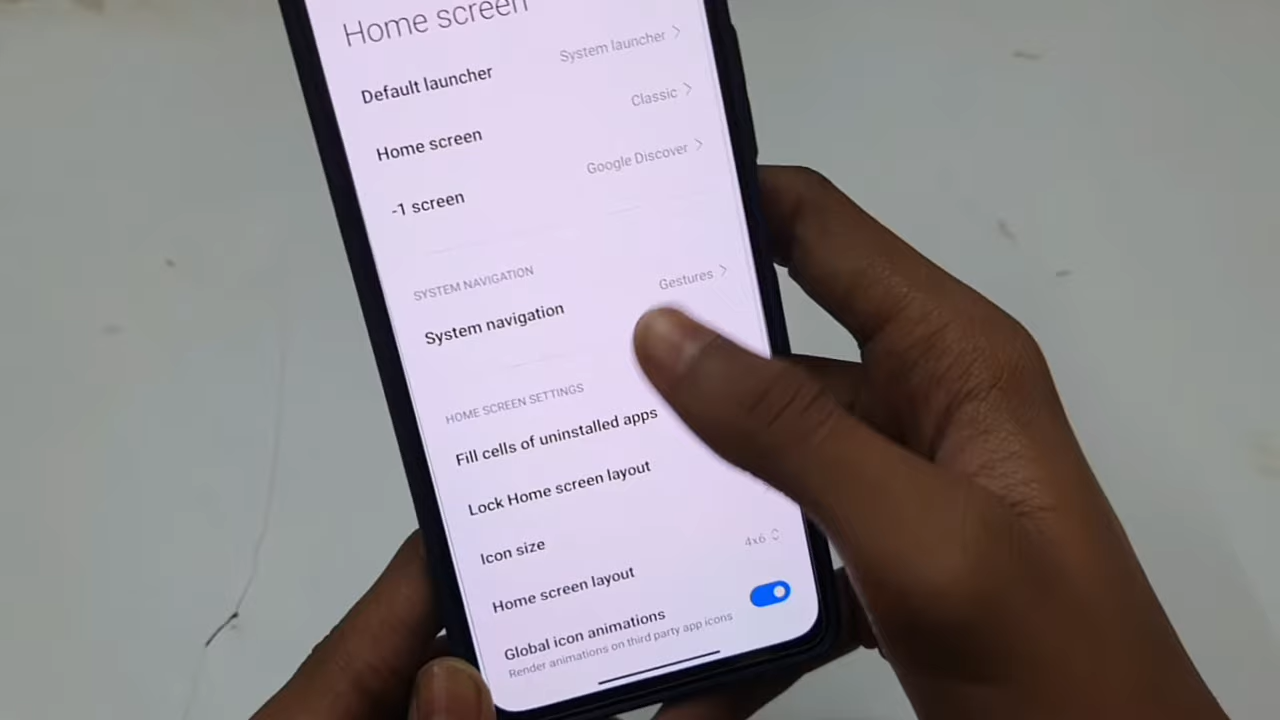 Home screen
Default launcher
System launcher
Home screen
Classic
-1 screen
Google Discover
SYSTEM NAVIGATION
System navigation
Gestures
HOME SCREEN SETTINGS
Fill cells of uninstalled apps
Lock Home screen layout
Icon size
Home screen layout
4x6
Global icon animations
Render animations on third party app icons